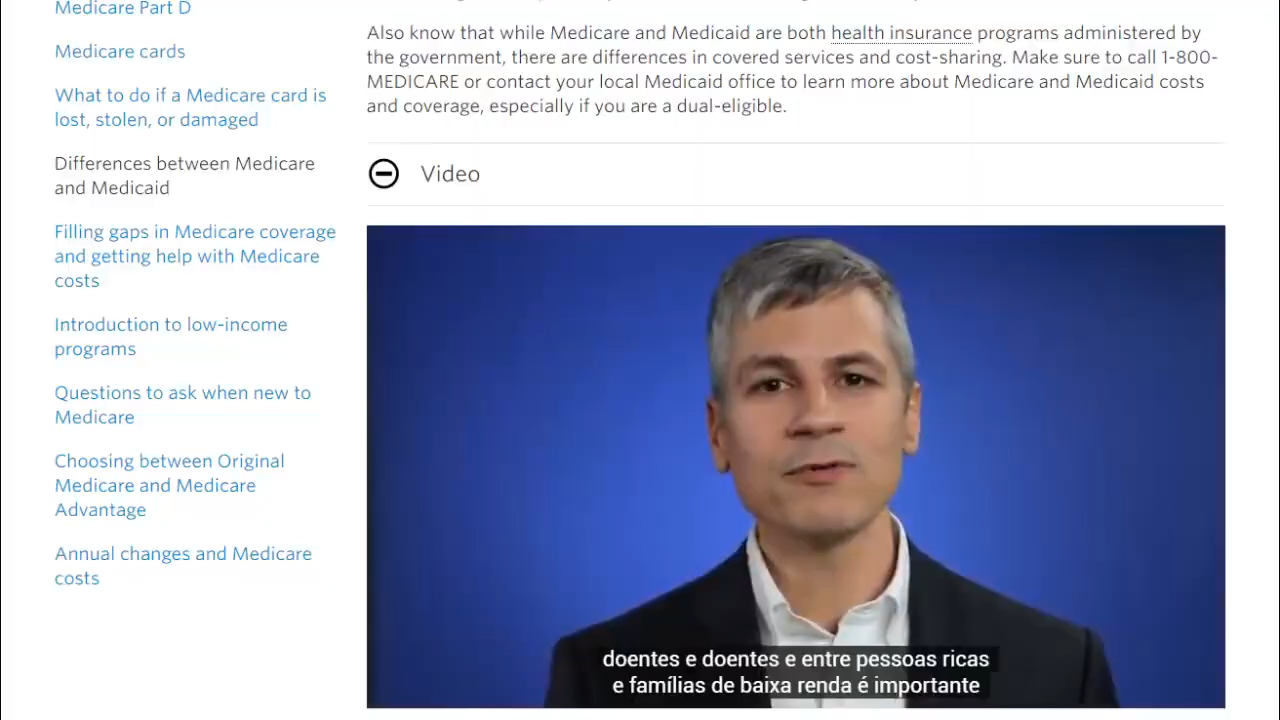 Medicare Part D
Medicare cards
What to do if a Medicare card is
lost, stolen, or damaged
Differences between Medicare
and Medicaid
Filling gaps in Medicare coverage
and getting help with Medicare
costs
Introduction to low-income
programs
Questions to ask when new to
Medicare
Choosing between Original
Medicare and Medicare
Advantage
Annual changes and Medicare
costs
Also know that while Medicare and Medicaid are both health insurance programs administered by
the government, there are differences in covered services and cost-sharing. Make sure to call 1-800-
MEDICARE or contact your local Medicaid office to learn more about Medicare and Medicaid costs
and coverage, especially if you are a dual-eligible.
Video
doentes e doentes e entre pessoas ricas
e famílias de baixa renda é importante